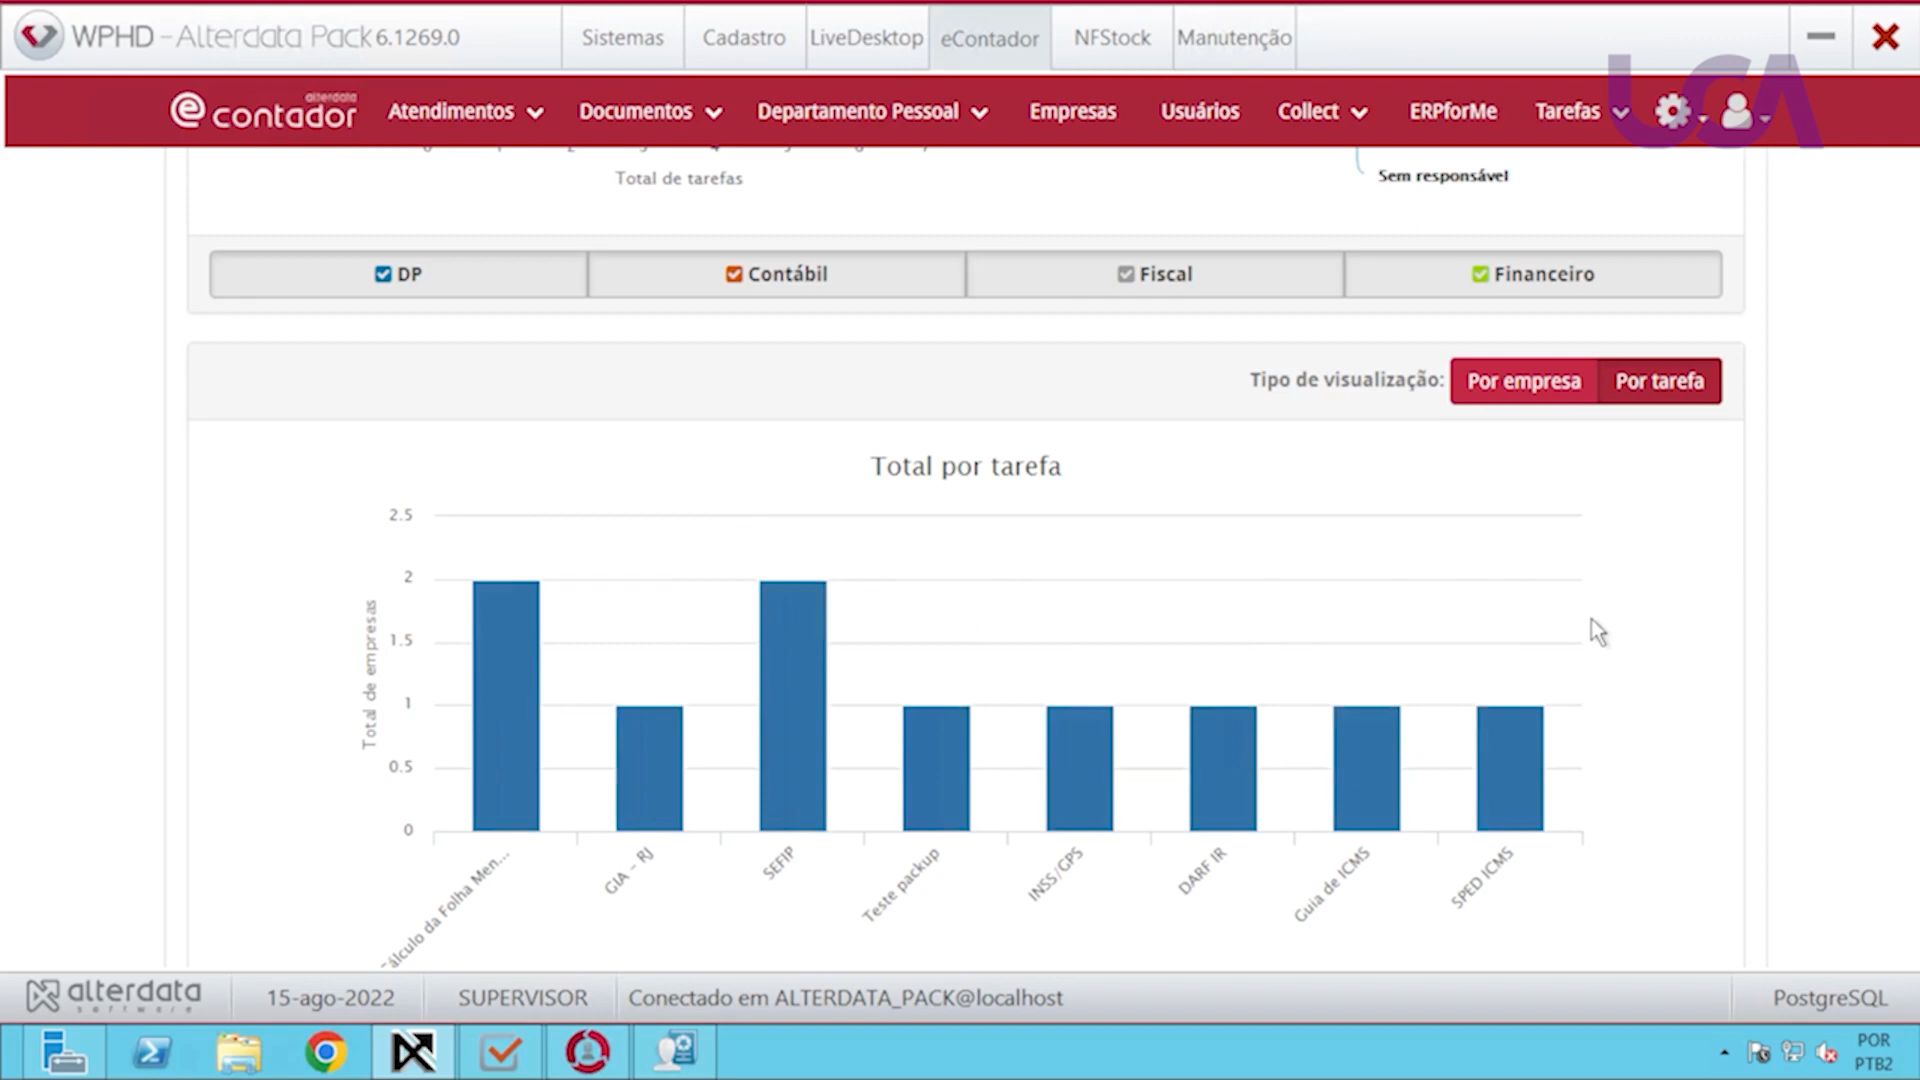 WPHD - Alterdata Pack 6.1269.0
Sistemas
Cadastro
LiveDesktop
eContador
NFStock
Manutenção
UCA
e contador
alterdata
Atendimentos
Documentos
Departamento Pessoal
Empresas
Usuários
Collect
ERPforMe
Tarefas
Total de tarefas
Sem responsável
DP
Contábil
Fiscal
Financeiro
Tipo de visualização:
Por empresa
Por tarefa
Total por tarefa
Total de empresas
2.5
2
1.5
1
0.5
0
álculo da Folha Men...
GIA - RJ
SEFIP
Teste packup
INSS/GPS
DARF IR
Guia de ICMS
SPED ICMS
alterdata
software
15-ago-2022
SUPERVISOR
Conectado em ALTERDATA_PACK@localhost
PostgreSQL
POR
PTB2